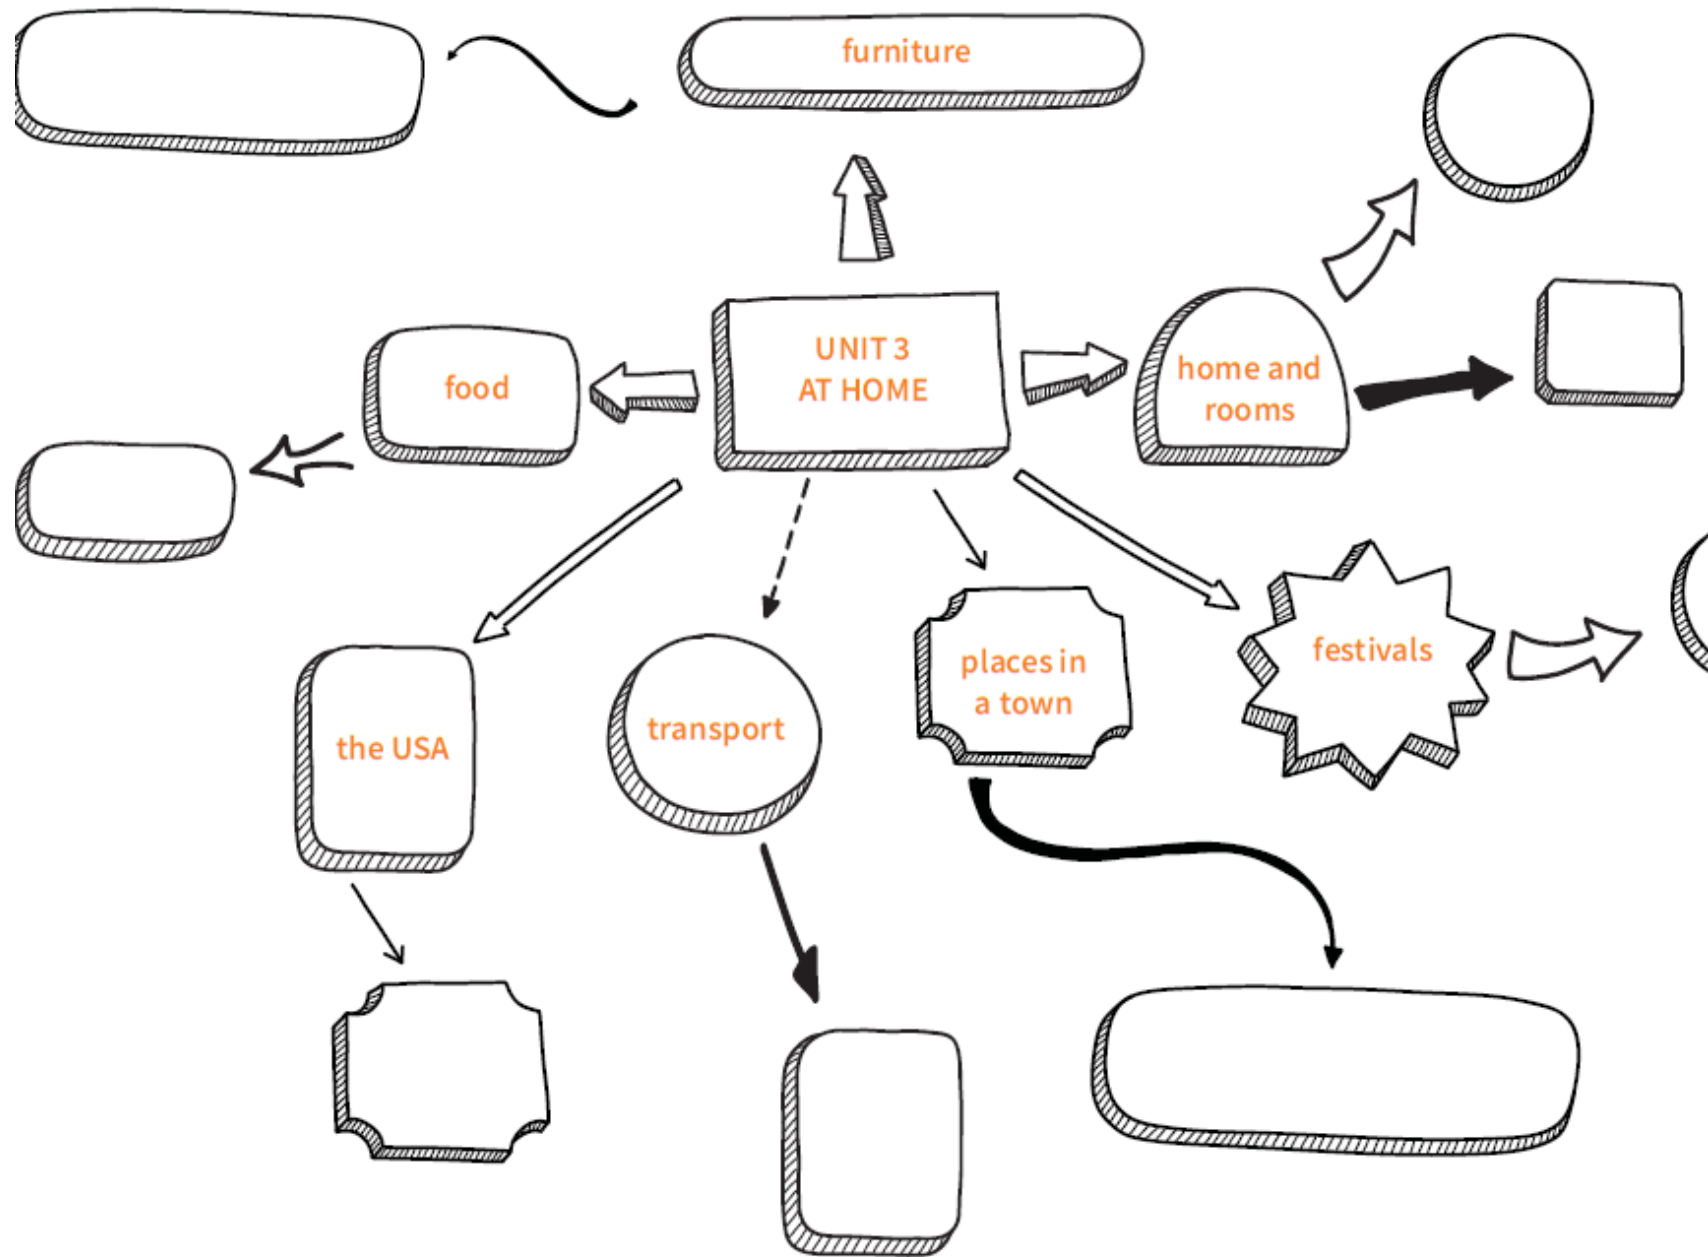 furniture
UNIT 3
AT HOME
food
home and
rooms
festivals
places in
a town
transport
the USA